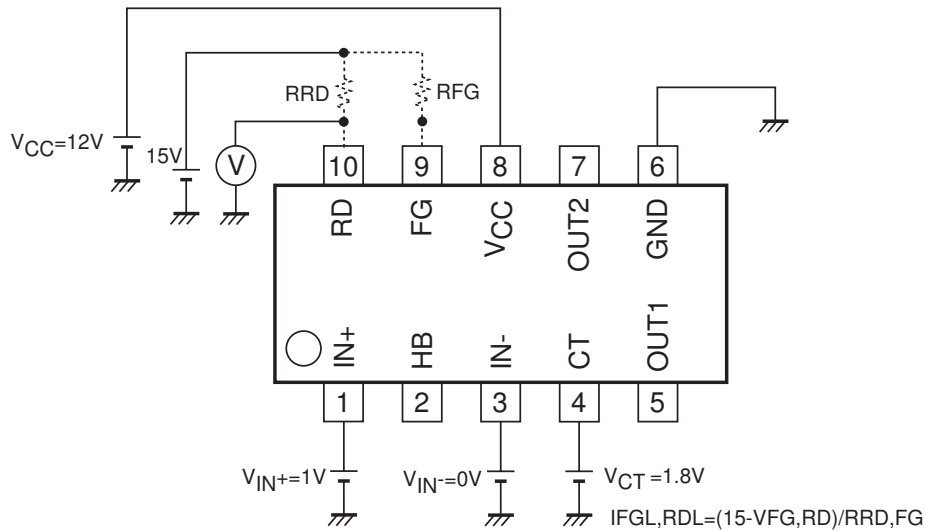 RRD
RFG
VCC=12V
15V
V
10
9
8
7
6
RD
FG
VCC
OUT2
GND
IN+
HB
IN-
CT
OUT1
1
2
3
4
5
VIN+=1V
VIN-=0V
VCT =1.8V
IFGL,RDL=(15-VFG,RD)/RRD,FG